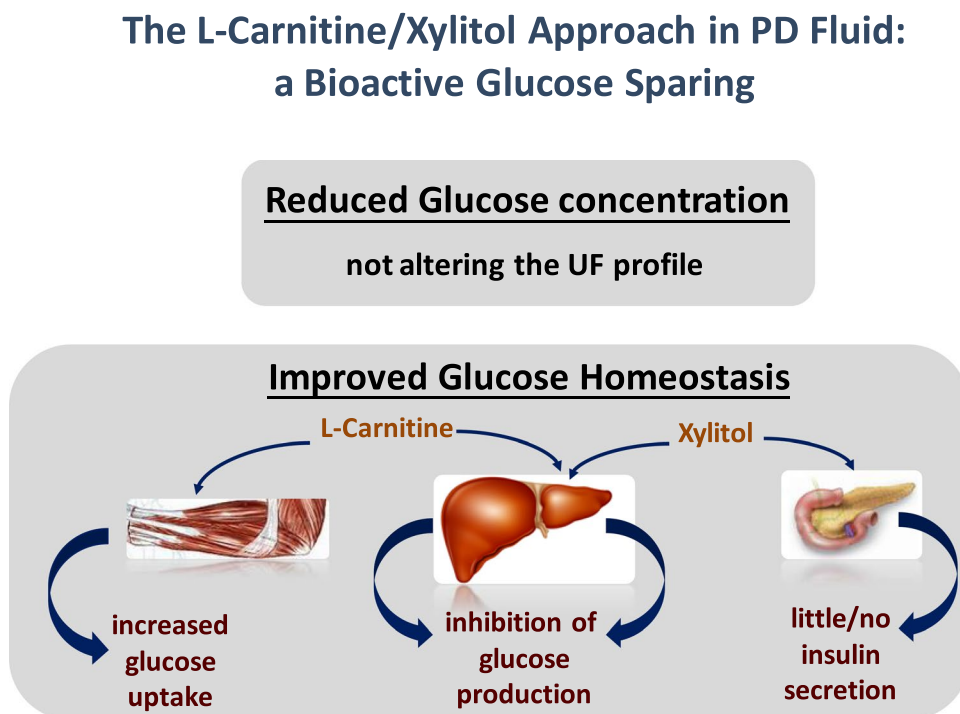 The L-Carnitine/Xylitol Approach in PD Fluid:
a Bioactive Glucose Sparing
Reduced Glucose concentration
not altering the UF profile
Improved Glucose Homeostasis
L-Carnitine
Xylitol
increased
glucose
uptake
inhibition of
glucose
production
little/no
insulin
secretion